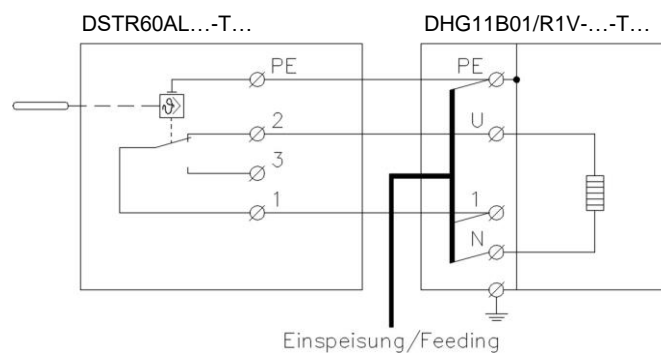 DSTR60AL…-T… DHG11B01/R1V-…-T…
PE PE
2 U
3
1 1
N
Einspeisung/Feeding